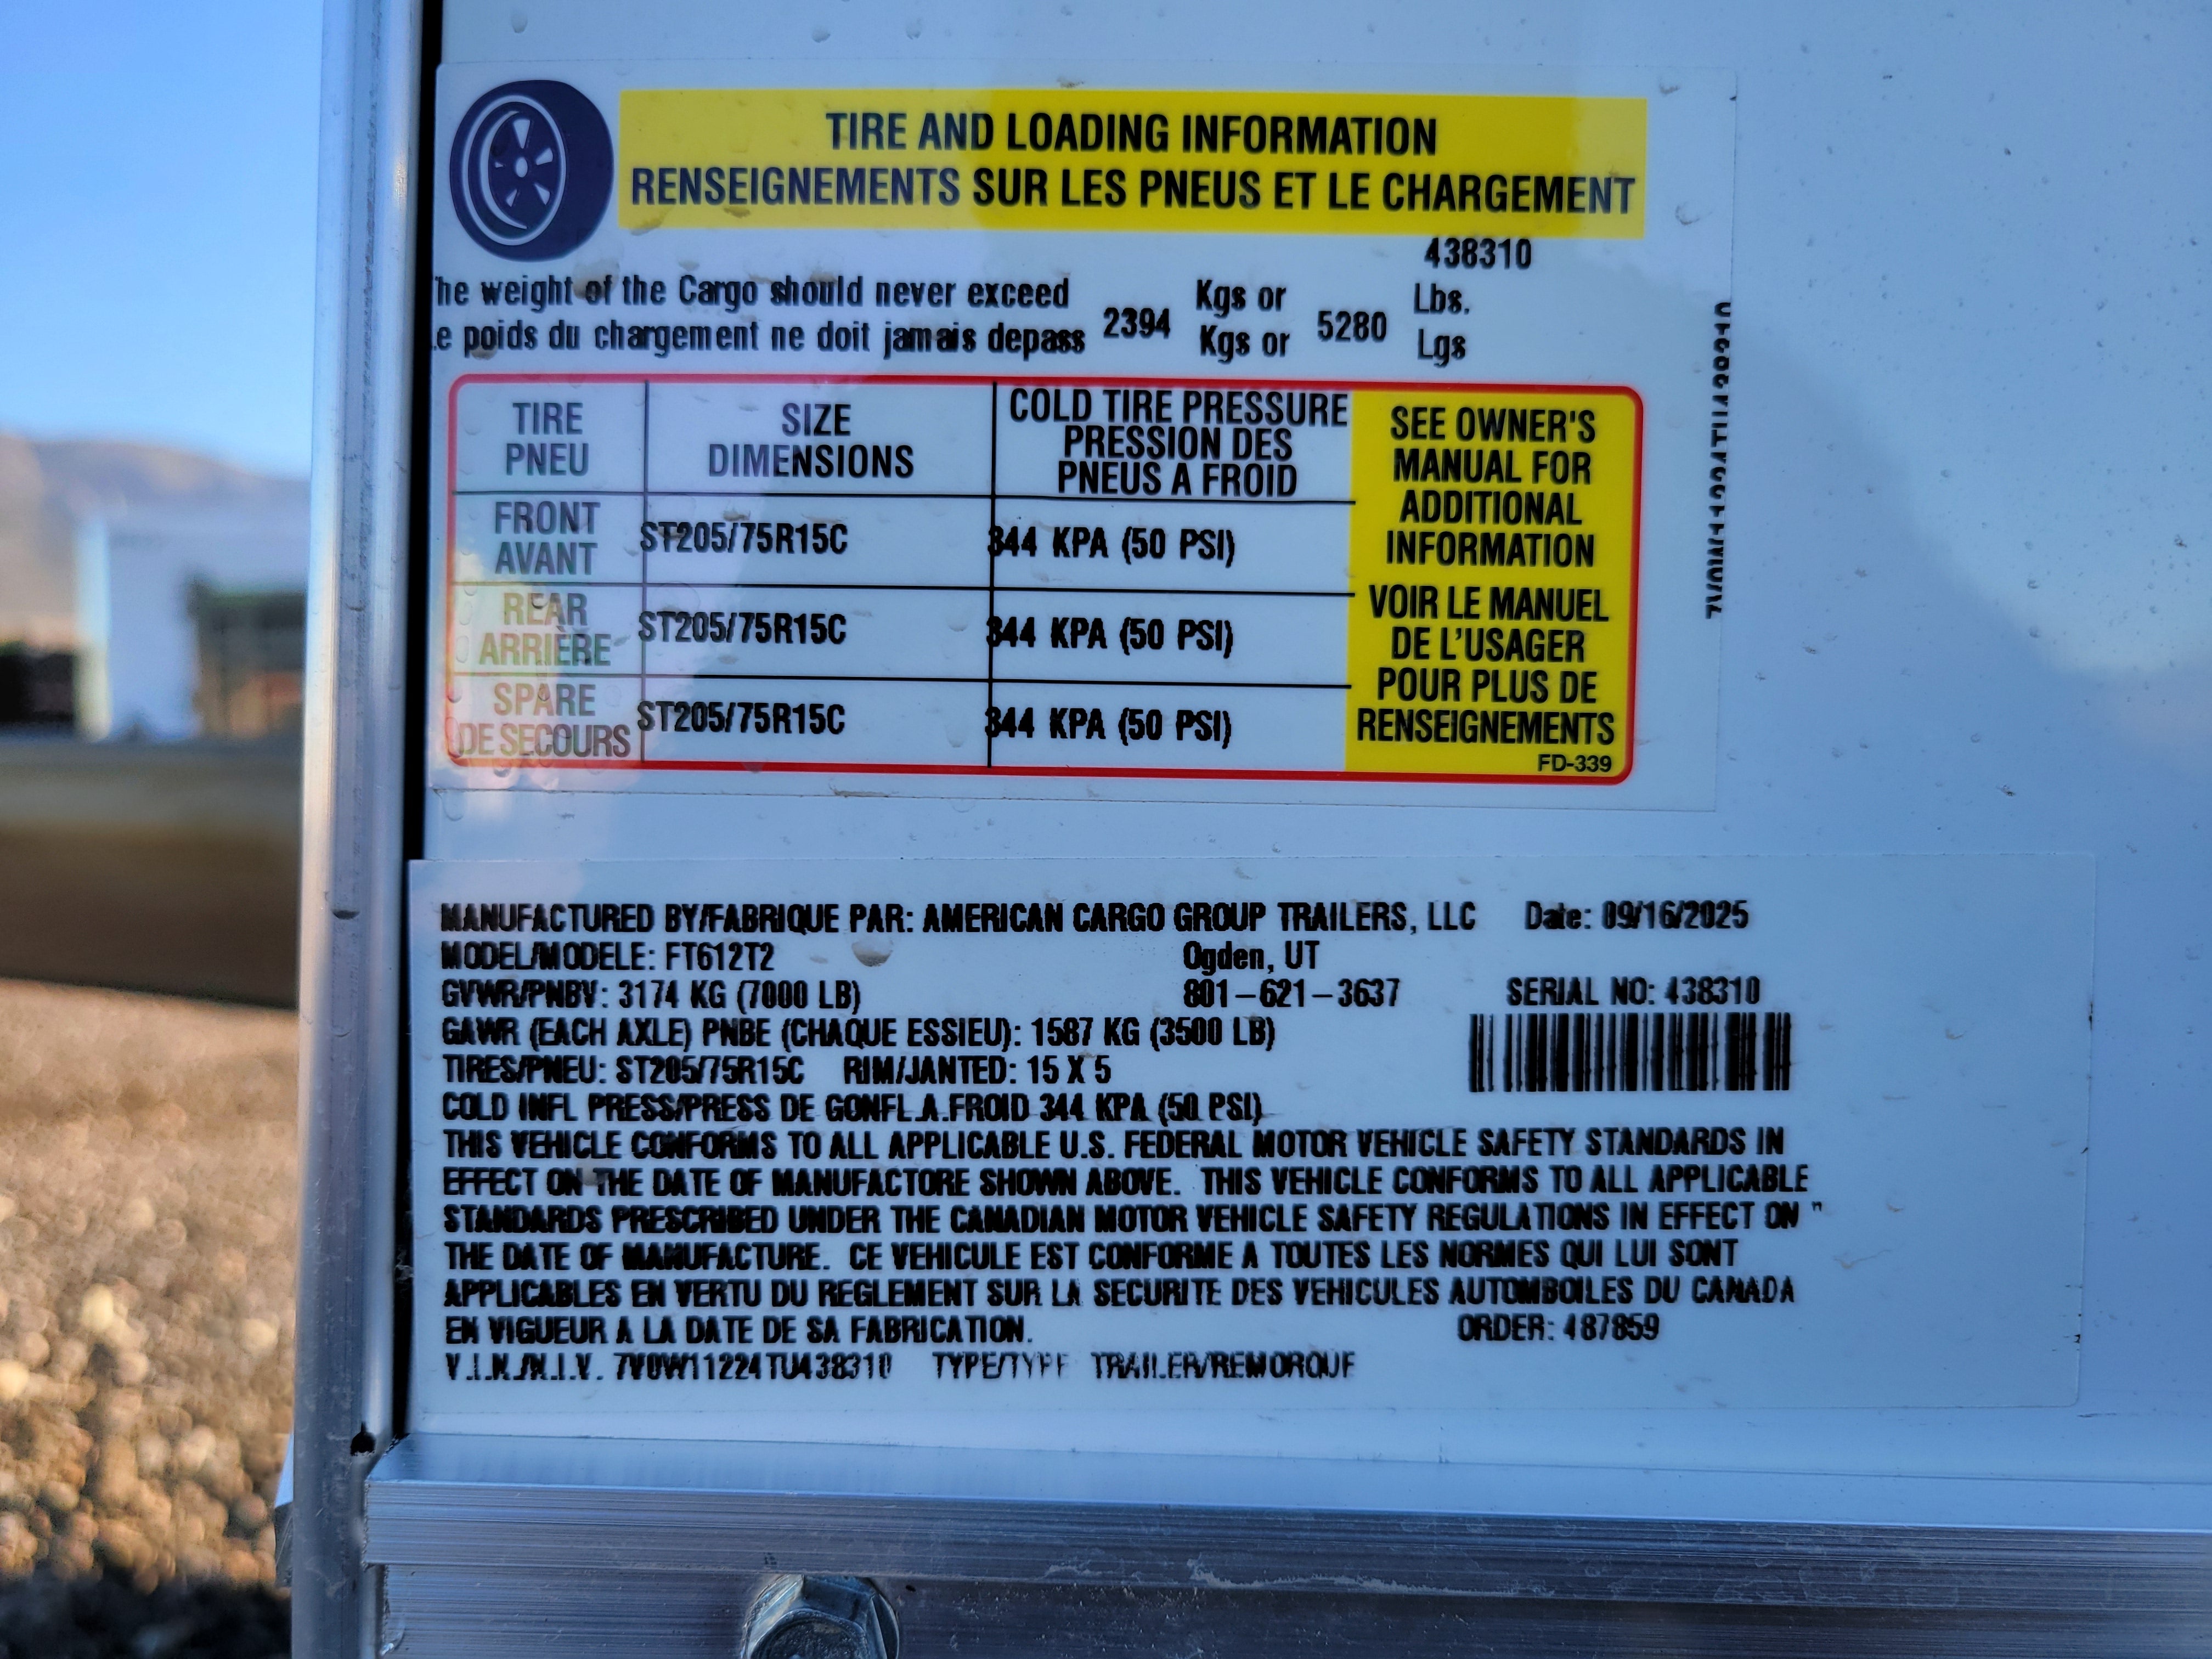 TIRE AND LOADING INFORMATION
RENSEIGNEMENTS SUR LES PNEUS ET LE CHARGEMENT
438310
he weight of the Cargo should never exceed 2394 Kgs or 5280 Lbs.
e poids du chargement ne doit jamais depass Kgs or Lgs
TIRE PNEU
SIZE DIMENSIONS
COLD TIRE PRESSURE PRESSION DES PNEUS A FROID
FRONT AVANT ST205/75R15C 344 KPA (50 PSI)
REAR ARRIÈRE ST205/75R15C 344 KPA (50 PSI)
SPARE DE SECOURS ST205/75R15C 344 KPA (50 PSI)
SEE OWNER'S
MANUAL FOR
ADDITIONAL
INFORMATION
VOIR LE MANUEL
DE L'USAGER
POUR PLUS DE
RENSEIGNEMENTS
FD-339
MANUFACTURED BY/FABRIQUE PAR: AMERICAN CARGO GROUP TRAILERS, LLC Date: 09/16/2025
MODEL/MODELE: FT612T2 Ogden, UT
GVWR/PNBV: 3174 KG (7000 LB) 801-621-3637 SERIAL NO: 438310
GAWR (EACH AXLE) PNBE (CHAQUE ESSIEU): 1587 KG (3500 LB)
TIRES/PNEU: ST205/75R15C RIM/JANTED: 15 X 5
COLD INFL PRESS/PRESS DE GONFL.A.FROID 344 KPA (50 PSI)
THIS VEHICLE CONFORMS TO ALL APPLICABLE U.S. FEDERAL MOTOR VEHICLE SAFETY STANDARDS IN
EFFECT ON THE DATE OF MANUFACTORE SHOWN ABOVE. THIS VEHICLE CONFORMS TO ALL APPLICABLE
STANDARDS PRESCRIBED UNDER THE CANADIAN MOTOR VEHICLE SAFETY REGULATIONS IN EFFECT ON "
THE DATE OF MANUFACTURE. CE VEHICULE EST CONFORME A TOUTES LES NORMES QUI LUI SONT
APPLICABLES EN VERTU DU REGLEMENT SUR LA SECURITE DES VEHICULES AUTOMBOILES DU CANADA
EN VIGUEUR A LA DATE DE SA FABRICATION. ORDER: 487859
V.I.N./N.I.V. 7V0W11224TU438310 TYPE/TYPE TRAILER/REMORQUE